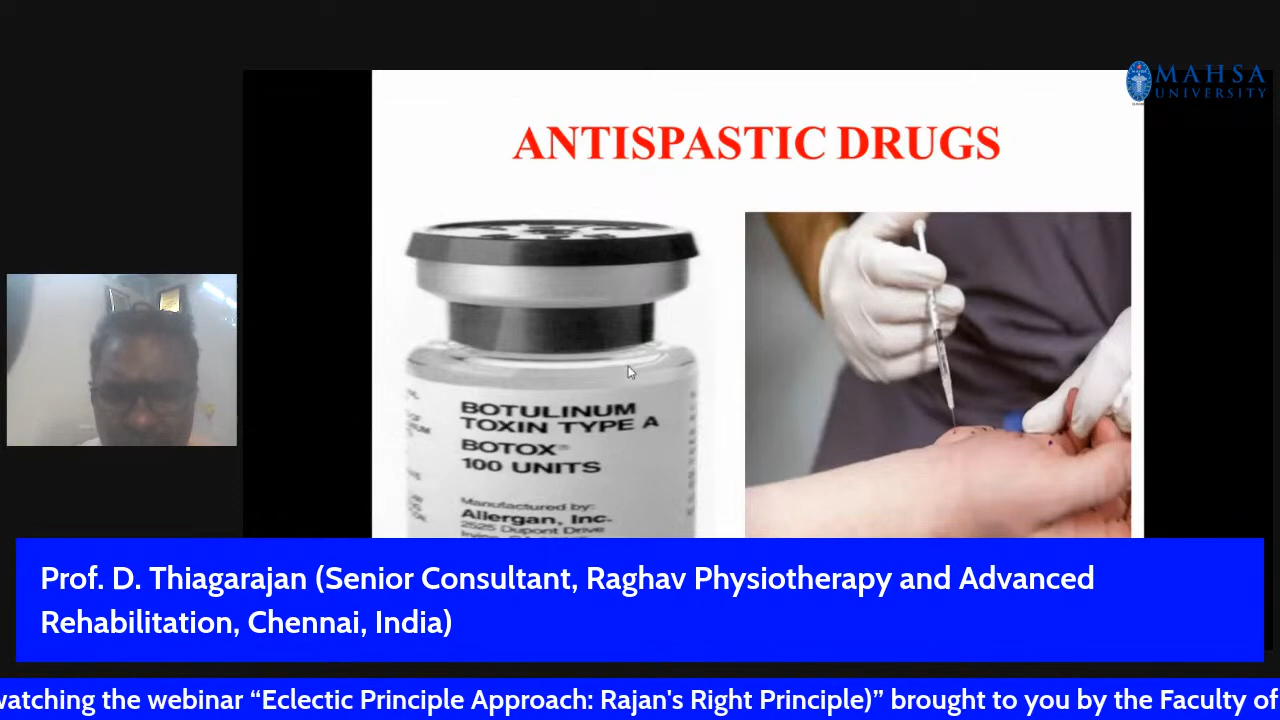 MAHSA
UNIVERSITY
ANTISPASTIC DRUGS
BOTULINUM
TOXIN TYPE A
BOTOX®
100 UNITS
Manufactured by:
Allergan, Inc.
2525 Dupont Drive
Prof. D. Thiagarajan (Senior Consultant, Raghav Physiotherapy and Advanced
Rehabilitation, Chennai, India)
watching the webinar “Eclectic Principle Approach: Rajan's Right Principle)” brought to you by the Faculty of